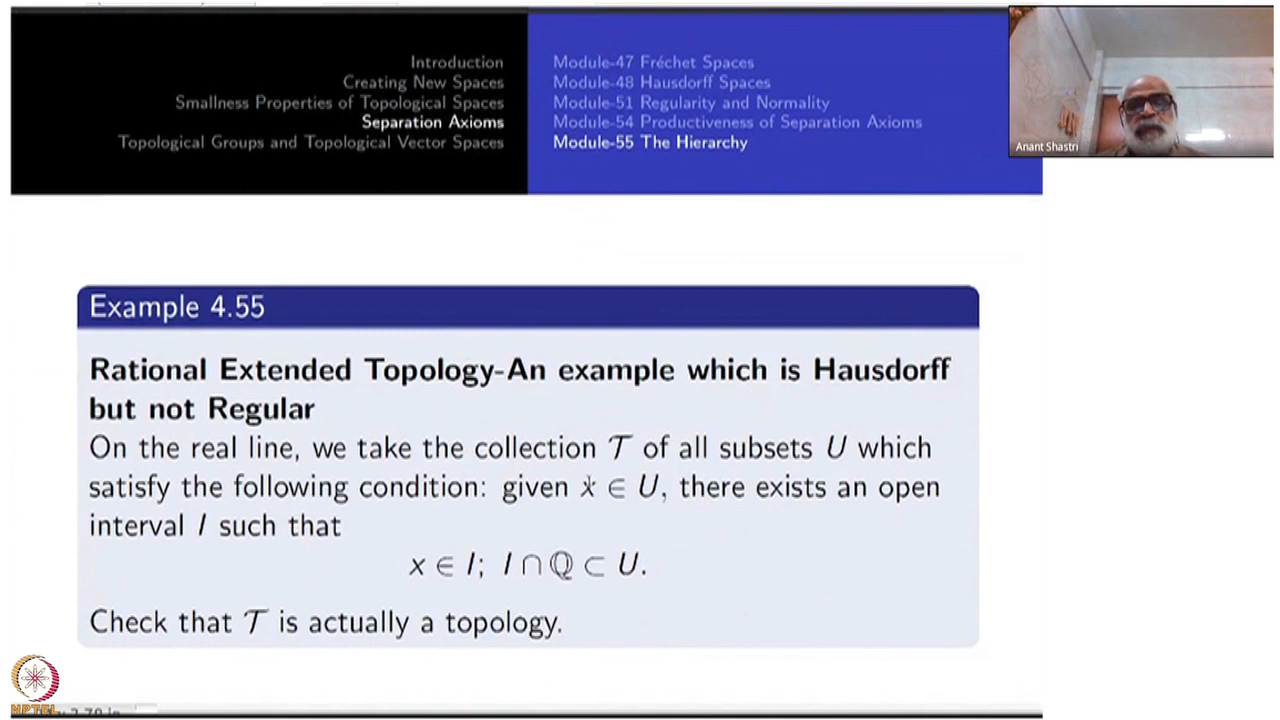 Introduction
Creating New Spaces
Smallness Properties of Topological Spaces
Separation Axioms
Topological Groups and Topological Vector Spaces
Module-47 Fréchet Spaces
Module-48 Hausdorff Spaces
Module-51 Regularity and Normality
Module-54 Productiveness of Separation Axioms
Module-55 The Hierarchy
Anant Shastri
Example 4.55
Rational Extended Topology-An example which is Hausdorff
but not Regular
On the real line, we take the collection 𝒯 of all subsets U which
satisfy the following condition: given x ∈ U, there exists an open
interval I such that
x ∈ I; I ∩ ℚ ⊂ U.
Check that 𝒯 is actually a topology.
NPTEL